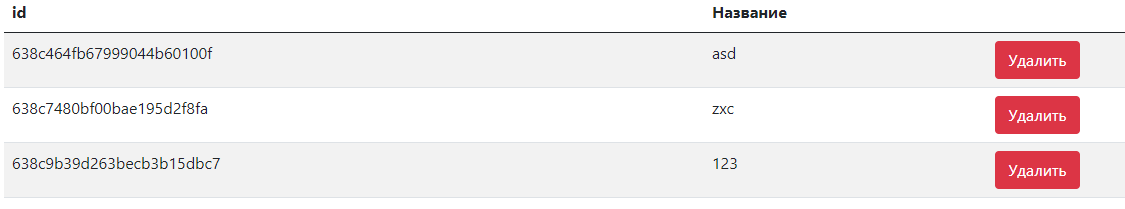 id Название
638c464fb67999044b60100f asd Удалить
638c7480bf00bae195d2f8fa zxc Удалить
638c9b39d263becb3b15dbc7 123 Удалить